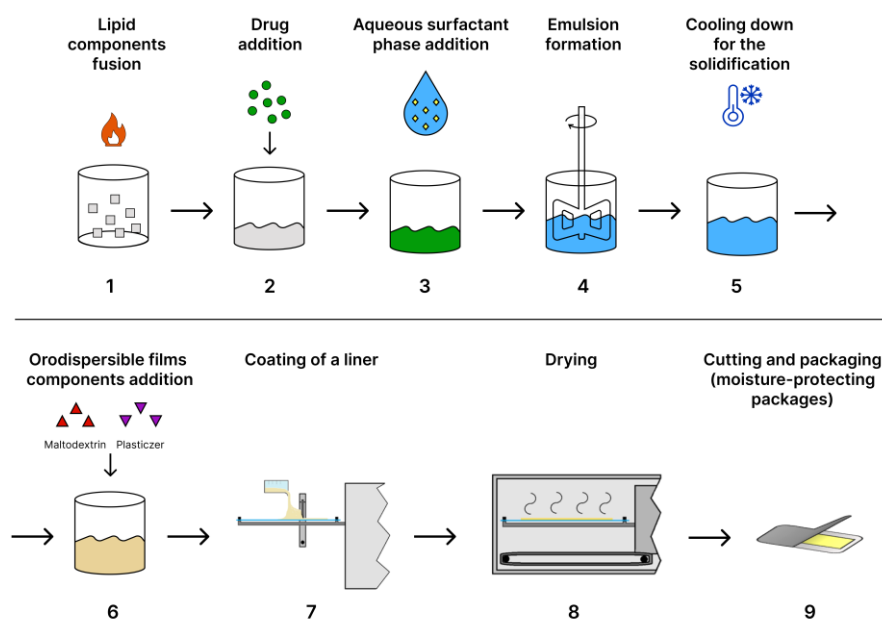 Lipid
components
fusion
Drug
addition
Aqueous surfactant
phase addition
Emulsion
formation
Cooling down
for the
solidification
1
2
3
4
5
Orodispersible films
components addition
Maltodextrin
Plasticzer
Coating of a liner
Drying
Cutting and packaging
(moisture-protecting
packages)
6
7
8
9